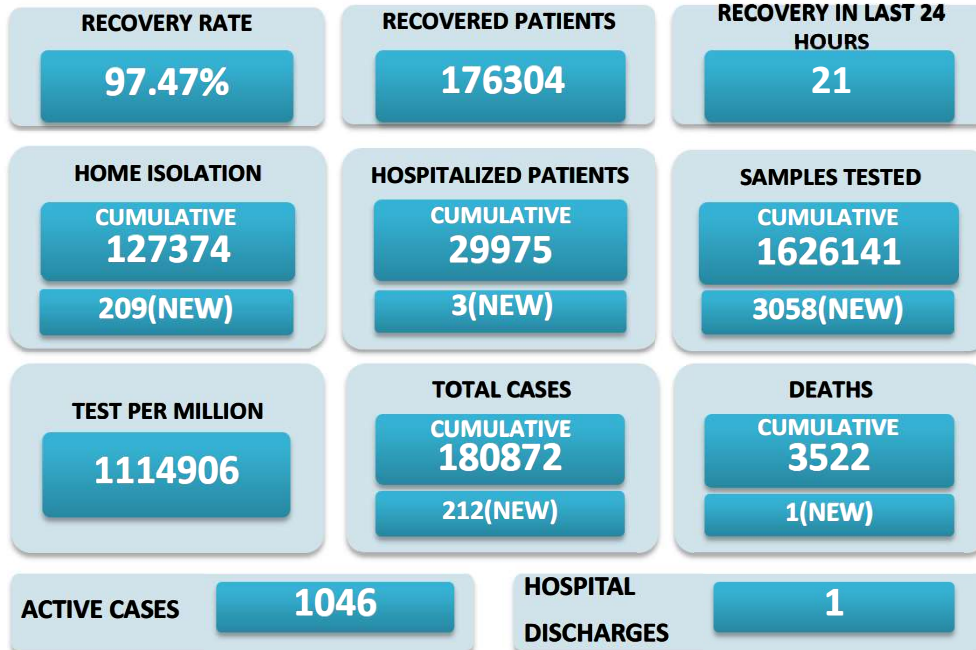 RECOVERY RATE
97.47%
RECOVERED PATIENTS
176304
RECOVERY IN LAST 24
HOURS
21
HOME ISOLATION
CUMULATIVE
127374
209(NEW)
HOSPITALIZED PATIENTS
CUMULATIVE
29975
3(NEW)
SAMPLES TESTED
CUMULATIVE
1626141
3058(NEW)
TEST PER MILLION
1114906
TOTAL CASES
CUMULATIVE
180872
212(NEW)
DEATHS
CUMULATIVE
3522
1(NEW)
ACTIVE CASES
1046
HOSPITAL
DISCHARGES
1